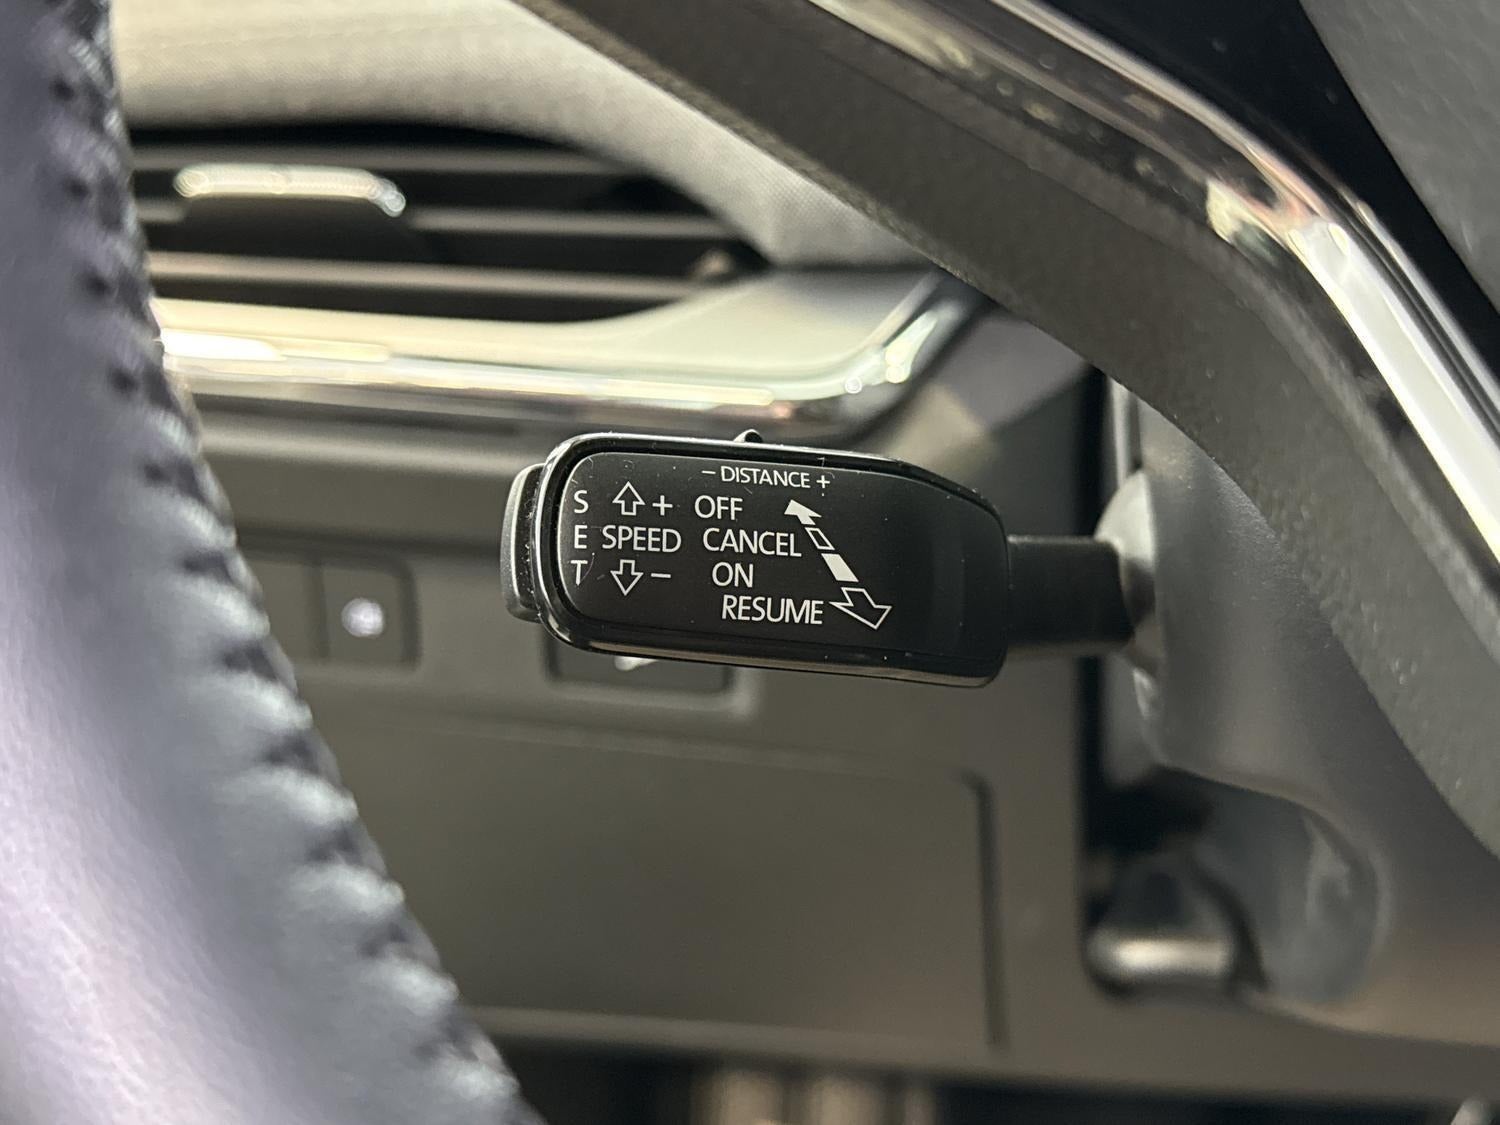 − DISTANCE +
S + OFF
E SPEED CANCEL
T − ON
RESUME